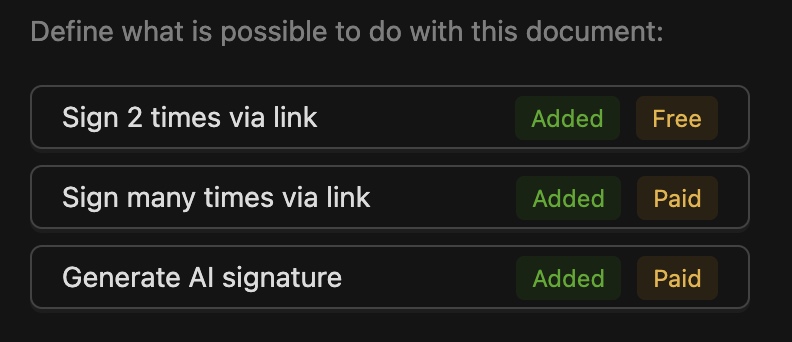 Define what is possible to do with this document:
Sign 2 times via link Added Free
Sign many times via link Added Paid
Generate AI signature Added Paid